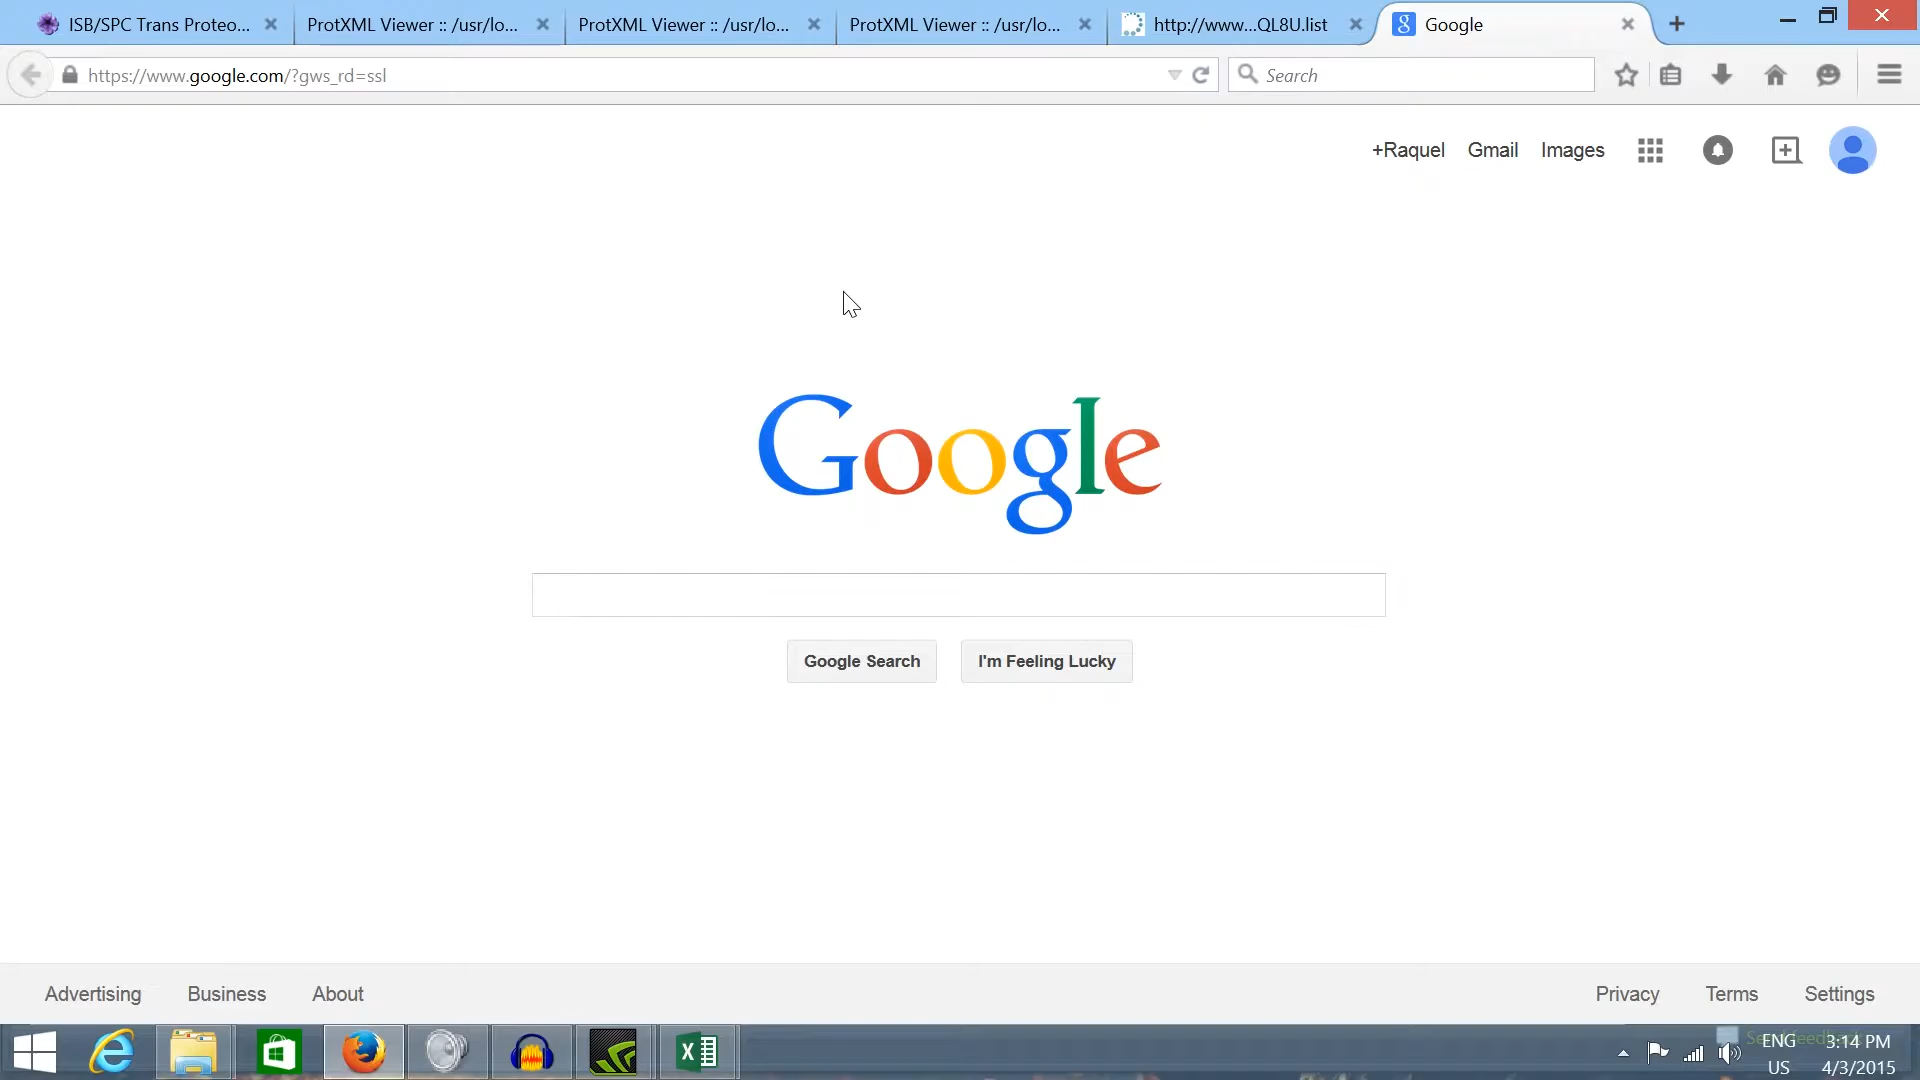 ISB/SPC Trans Proteo...
ProtXML Viewer :: /usr/lo...
ProtXML Viewer :: /usr/lo...
ProtXML Viewer :: /usr/lo...
http://www...QL8U.list
Google
https://www.google.com/?gws_rd=ssl
Search
+Raquel
Gmail
Images
Google
Google Search
I'm Feeling Lucky
Advertising
Business
About
Privacy
Terms
Settings
ENG
US
3:14 PM
4/3/2015